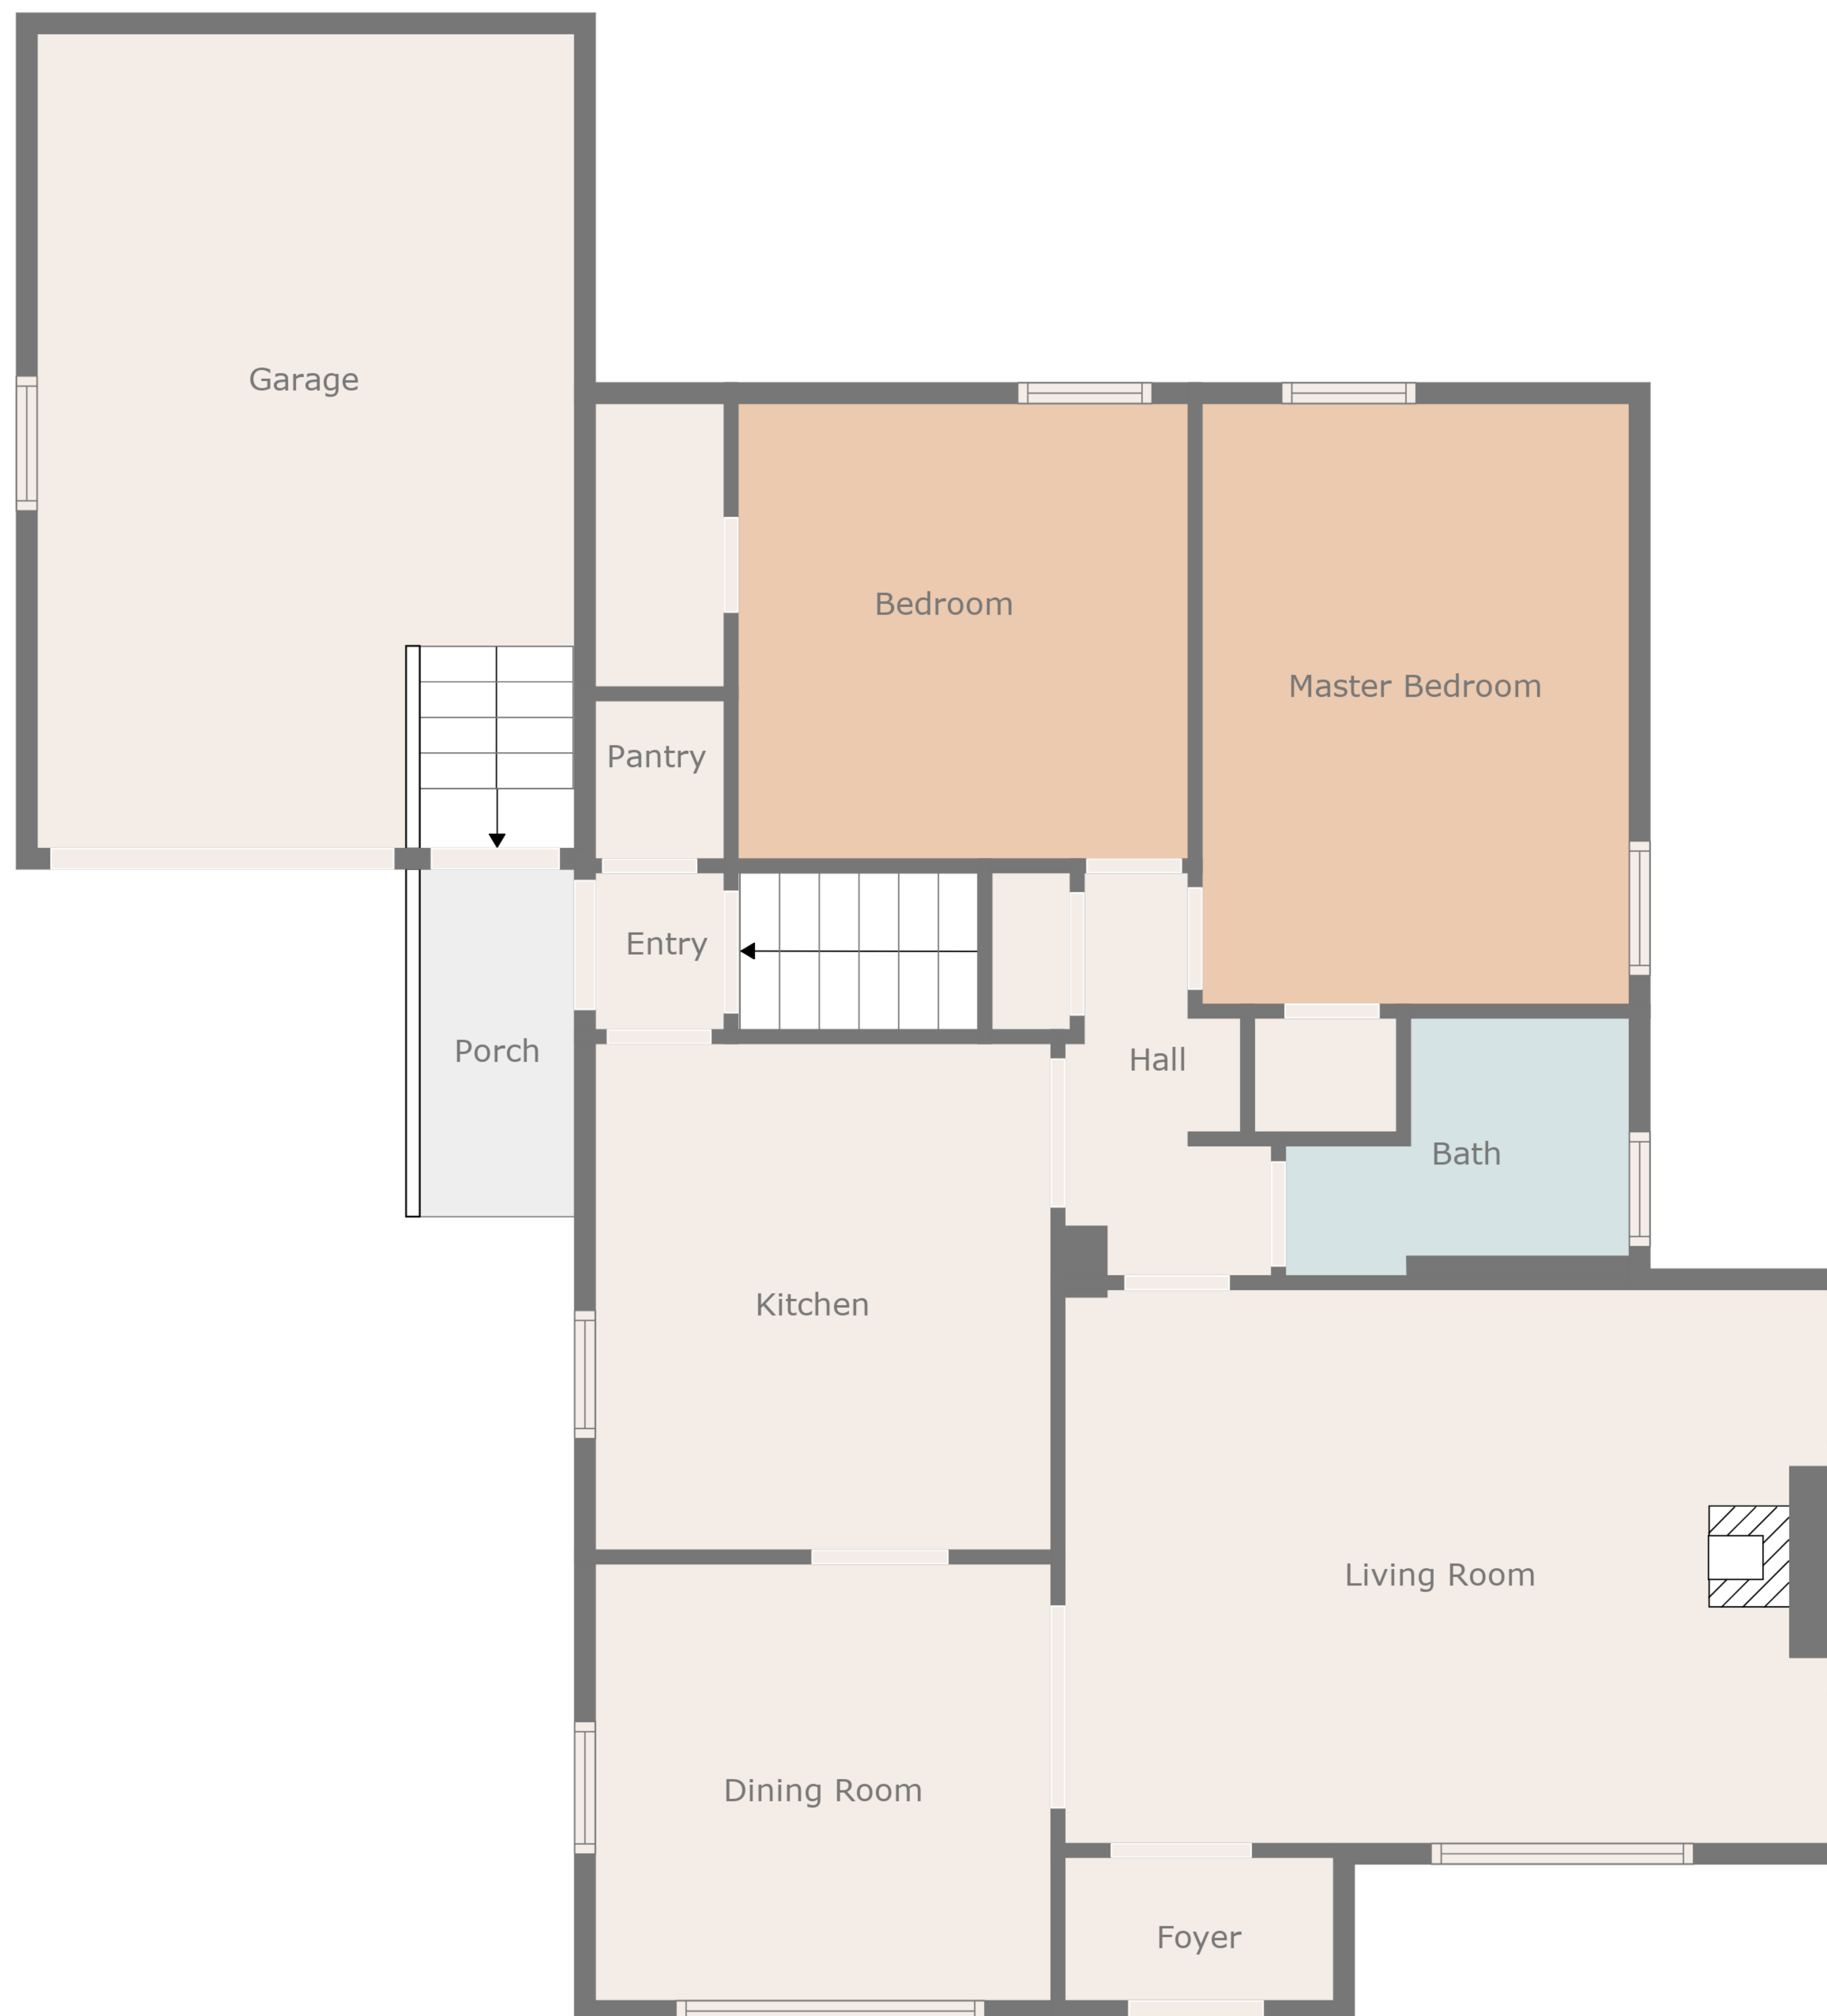 Garage
Bedroom
Master Bedroom
Pantry
Entry
Porch
Hall
Bath
Kitchen
Living Room
Dining Room
Foyer